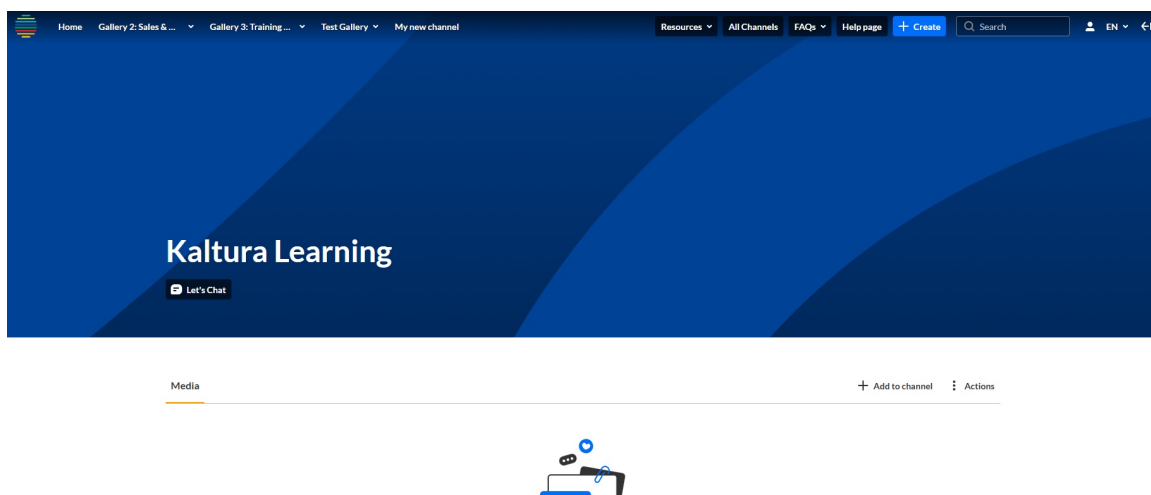 Home Gallery 2: Sales & ... Gallery 3: Training ... Test Gallery My new channel Resources All Channels FAQs Help page + Create Search EN
Kaltura Learning
Let's Chat
Media + Add to channel Actions